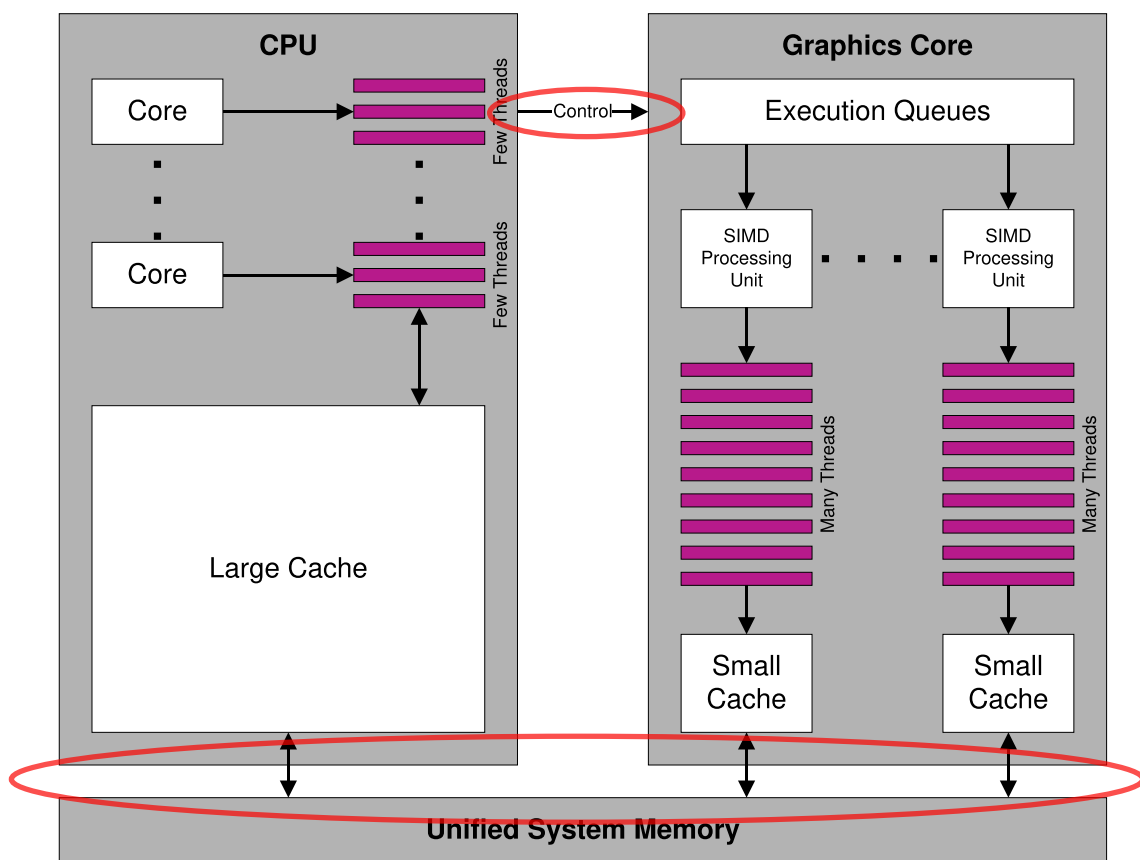 CPU
Graphics Core
Core
Few Threads
Control
Execution Queues
Core
Few Threads
SIMD
Processing
Unit
SIMD
Processing
Unit
Many Threads
Many Threads
Large Cache
Small
Cache
Small
Cache
Unified System Memory